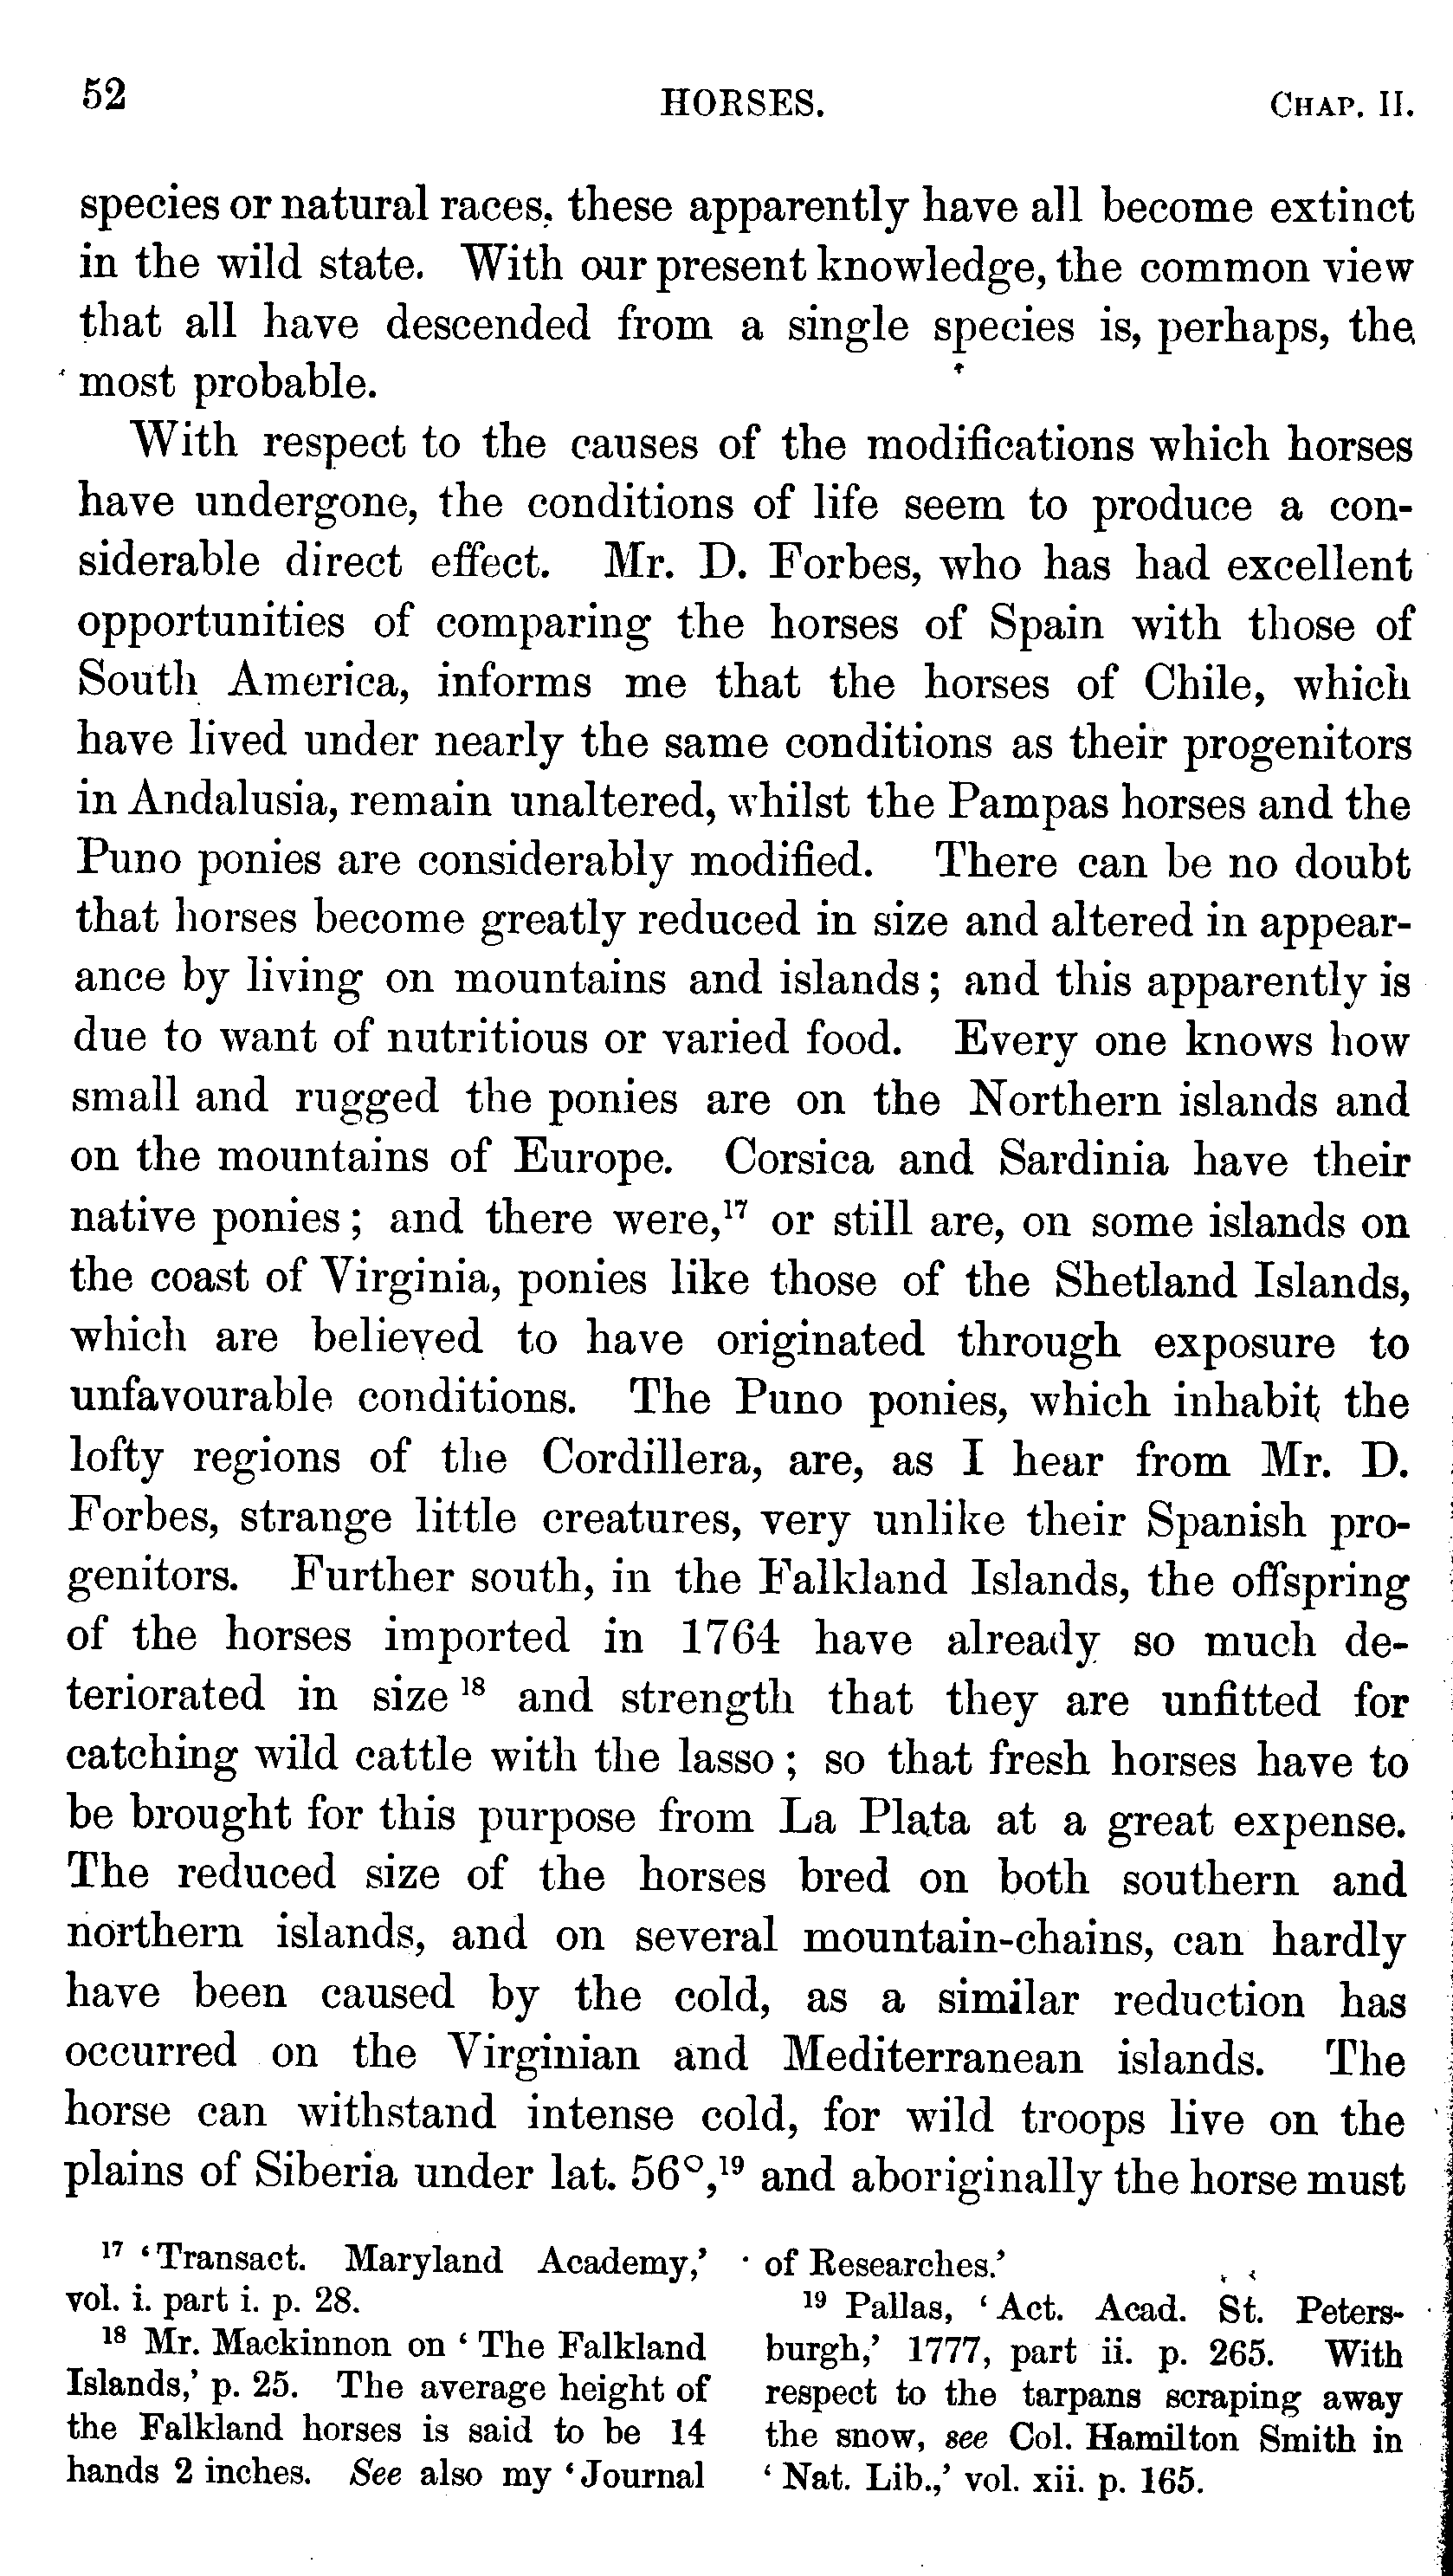 52 HORSES. CHAP. II.
species or natural races, these apparently have all become extinct
in the wild state. With our present knowledge, the common view
that all have descended from a single species is, perhaps, the
most probable.
With respect to the causes of the modifications which horses
have undergone, the conditions of life seem to produce a con-
siderable direct effect. Mr. D. Forbes, who has had excellent
opportunities of comparing the horses of Spain with those of
South America, informs me that the horses of Chile, which
have lived under nearly the same conditions as their progenitors
in Andalusia, remain unaltered, whilst the Pampas horses and the
Puno ponies are considerably modified. There can be no doubt
that horses become greatly reduced in size and altered in appear-
ance by living on mountains and islands; and this apparently is
due to want of nutritious or varied food. Every one knows how
small and rugged the ponies are on the Northern islands and
on the mountains of Europe. Corsica and Sardinia have their
native ponies; and there were,¹⁷ or still are, on some islands on
the coast of Virginia, ponies like those of the Shetland Islands,
which are believed to have originated through exposure to
unfavourable conditions. The Puno ponies, which inhabit the
lofty regions of the Cordillera, are, as I hear from Mr. D.
Forbes, strange little creatures, very unlike their Spanish pro-
genitors. Further south, in the Falkland Islands, the offspring
of the horses imported in 1764 have already so much de-
teriorated in size ¹⁸ and strength that they are unfitted for
catching wild cattle with the lasso; so that fresh horses have to
be brought for this purpose from La Plata at a great expense.
The reduced size of the horses bred on both southern and
northern islands, and on several mountain-chains, can hardly
have been caused by the cold, as a similar reduction has
occurred on the Virginian and Mediterranean islands. The
horse can withstand intense cold, for wild troops live on the
plains of Siberia under lat. 56°,¹⁹ and aboriginally the horse must
¹⁷ 'Transact. Maryland Academy,'
vol. i. part i. p. 28.
¹⁸ Mr. Mackinnon on 'The Falkland
Islands,' p. 25. The average height of
the Falkland horses is said to be 14
hands 2 inches. See also my 'Journal
of Researches.'
¹⁹ Pallas, 'Act. Acad. St. Peters-
burgh,' 1777, part ii. p. 265. With
respect to the tarpans scraping away
the snow, see Col. Hamilton Smith in
'Nat. Lib.,' vol. xii. p. 165.